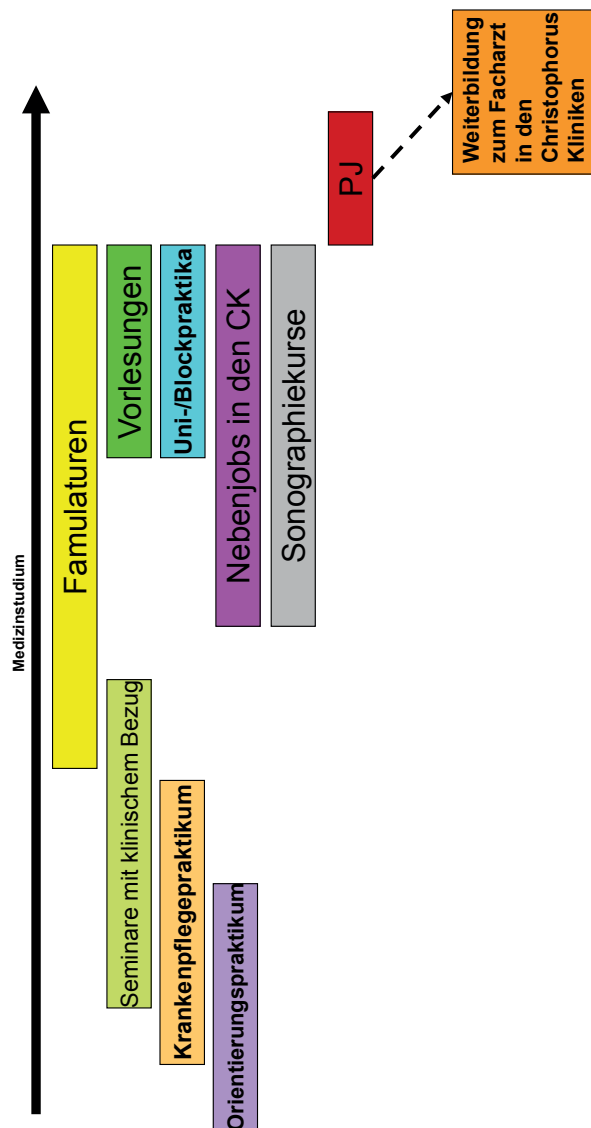 Medizinstudium
Famulaturen
Vorlesungen
Uni-/Blockpraktika
Nebenjobs in den CK
Sonographiekurse
PJ
Weiterbildung
zum Facharzt
in den
Christophorus
Kliniken
Seminare mit klinischem Bezug
Krankenpflegepraktikum
Orientierungspraktikum